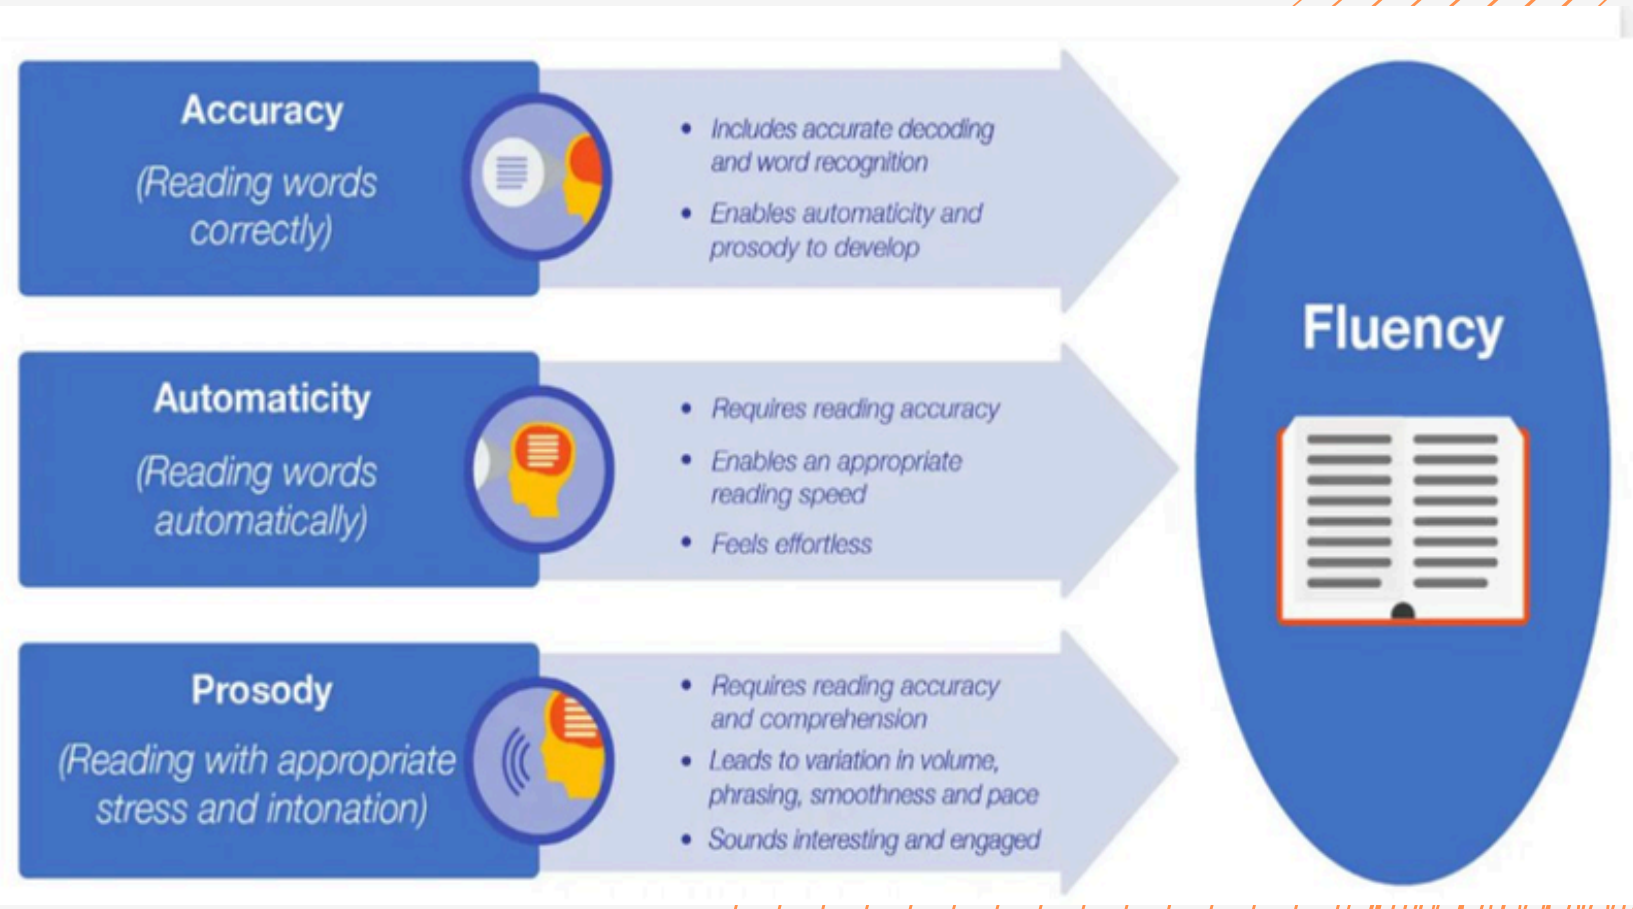 Accuracy
(Reading words
correctly)
• Includes accurate decoding
and word recognition
• Enables automaticity and
prosody to develop
Automaticity
(Reading words
automatically)
• Requires reading accuracy
• Enables an appropriate
reading speed
• Feels effortless
Prosody
(Reading with appropriate
stress and intonation)
• Requires reading accuracy
and comprehension
• Leads to variation in volume,
phrasing, smoothness and pace
• Sounds interesting and engaged
Fluency